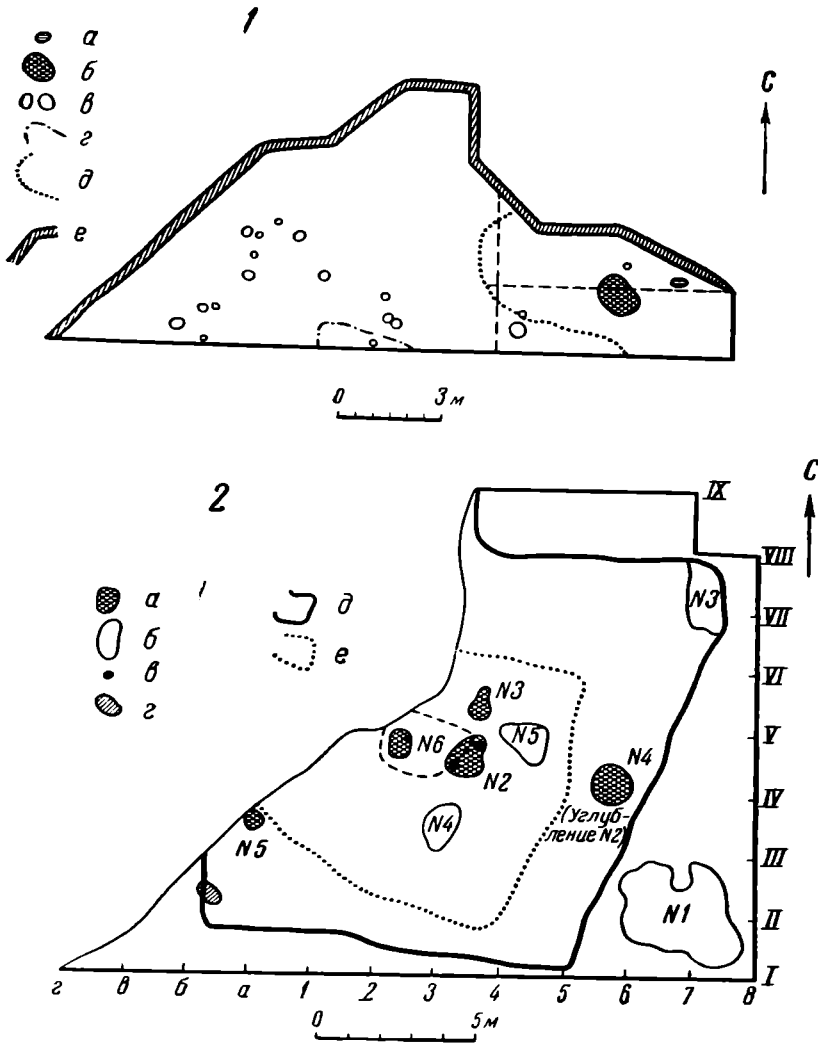 1
а
б
в
г
д
е
С
0 3 м
2
С
а
б
в
г
д
е
IX
VIII
VII
VI
V
IV
III
II
I
N3
N3
N5
N6
N2
N4
N4
(Углуб-
ление N2)
N5
N1
г в б а 1 2 3 4 5 6 7 8
0 5 м